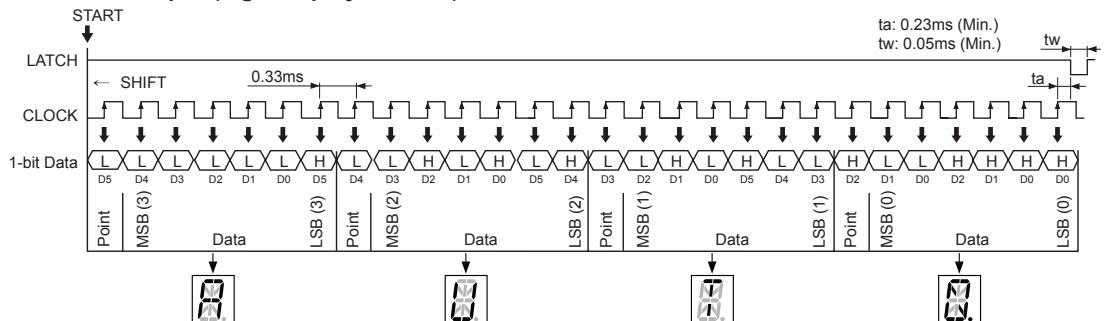 START
ta: 0.23ms (Min.)
tw: 0.05ms (Min.)
tw
LATCH
← SHIFT
0.33ms
ta
CLOCK
1-bit Data L L L L L L H L L H L H L H L L H L H L L H L L H H H H
D5 D4 D3 D2 D1 D0 D5 D4 D3 D2 D1 D0 D5 D4 D3 D2 D1 D0 D5 D4 D3 D2 D1 D0 D2 D1 D0 D0
Point MSB (3) Data LSB (3) Point MSB (2) Data LSB (2) Point MSB (1) Data LSB (1) Point MSB (0) Data LSB (0)
A U T